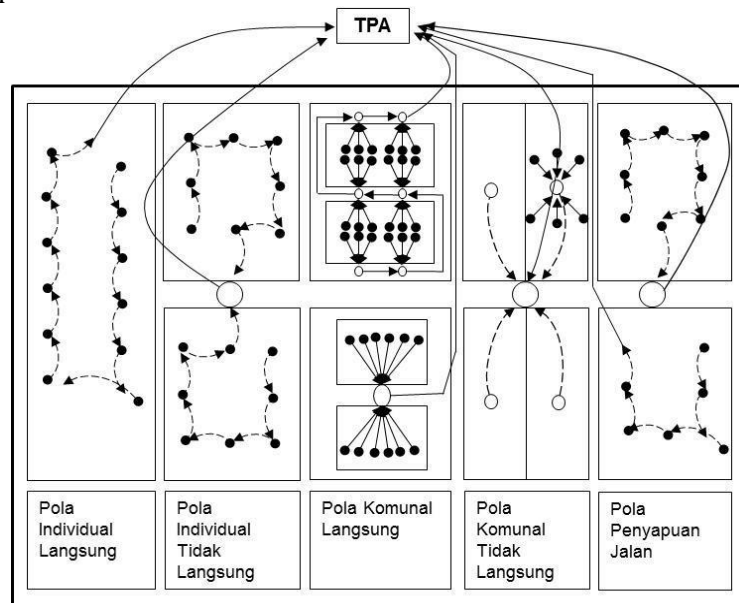 TPA
Pola
Individual
Langsung
Pola
Individual
Tidak
Langsung
Pola Komunal
Langsung
Pola
Komunal
Tidak
Langsung
Pola
Penyapuan
Jalan